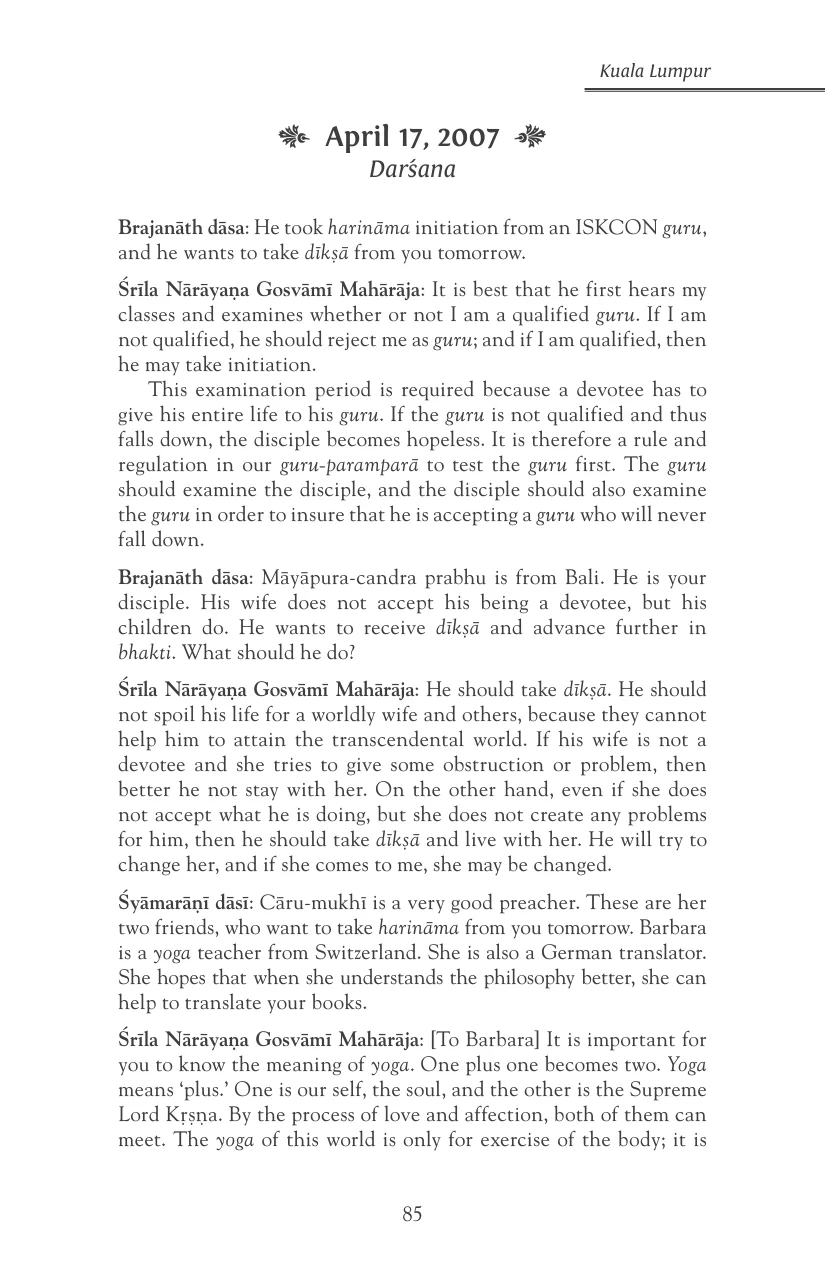 Kuala Lumpur
April 17, 2007
Darśana
Brajanāth dāsa: He took harināma initiation from an ISKCON guru,
and he wants to take dīkṣā from you tomorrow.
Śrīla Nārāyaṇa Gosvāmī Mahārāja: It is best that he first hears my
classes and examines whether or not I am a qualified guru. If I am
not qualified, he should reject me as guru; and if I am qualified, then
he may take initiation.
This examination period is required because a devotee has to
give his entire life to his guru. If the guru is not qualified and thus
falls down, the disciple becomes hopeless. It is therefore a rule and
regulation in our guru-paramparā to test the guru first. The guru
should examine the disciple, and the disciple should also examine
the guru in order to insure that he is accepting a guru who will never
fall down.
Brajanāth dāsa: Māyāpura-candra prabhu is from Bali. He is your
disciple. His wife does not accept his being a devotee, but his
children do. He wants to receive dīkṣā and advance further in
bhakti. What should he do?
Śrīla Nārāyaṇa Gosvāmī Mahārāja: He should take dīkṣā. He should
not spoil his life for a worldly wife and others, because they cannot
help him to attain the transcendental world. If his wife is not a
devotee and she tries to give some obstruction or problem, then
better he not stay with her. On the other hand, even if she does
not accept what he is doing, but she does not create any problems
for him, then he should take dīkṣā and live with her. He will try to
change her, and if she comes to me, she may be changed.
Śyāmarāṇī dāsī: Cāru-mukhī is a very good preacher. These are her
two friends, who want to take harināma from you tomorrow. Barbara
is a yoga teacher from Switzerland. She is also a German translator.
She hopes that when she understands the philosophy better, she can
help to translate your books.
Śrīla Nārāyaṇa Gosvāmī Mahārāja: [To Barbara] It is important for
you to know the meaning of yoga. One plus one becomes two. Yoga
means ‘plus.’ One is our self, the soul, and the other is the Supreme
Lord Kṛṣṇa. By the process of love and affection, both of them can
meet. The yoga of this world is only for exercise of the body; it is
85